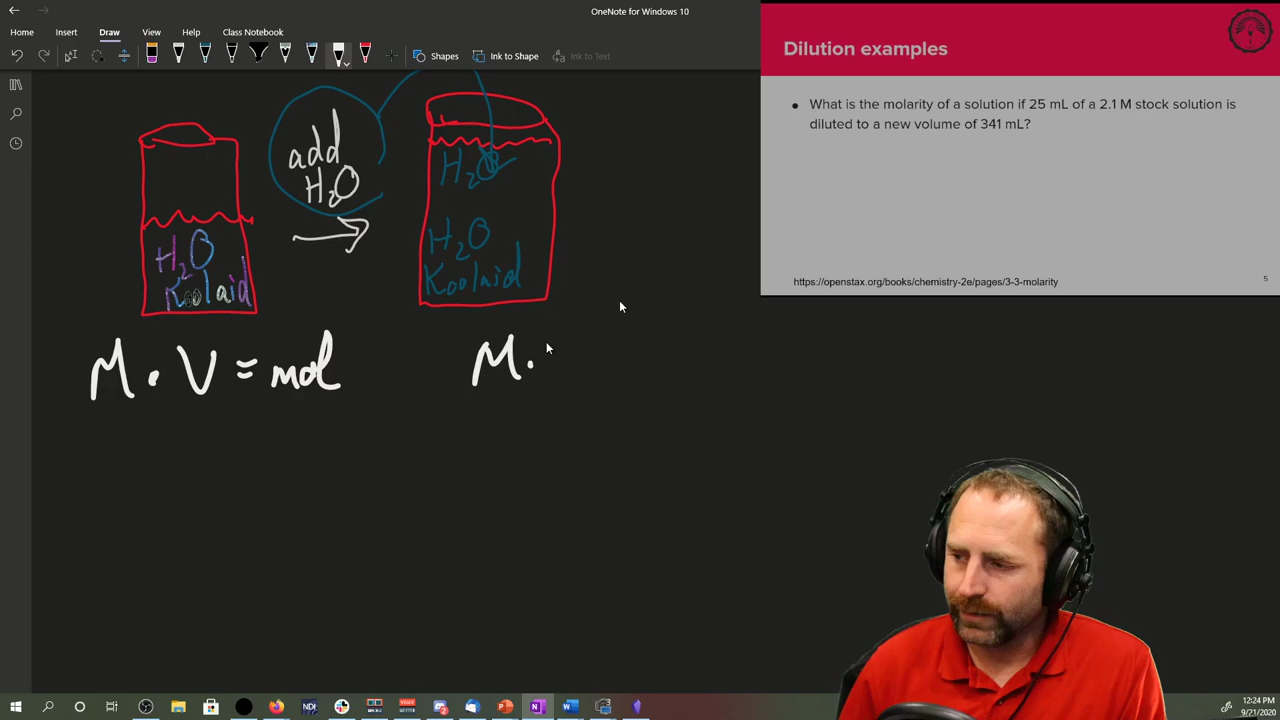 OneNote for Windows 10
Home Insert Draw View Help Class Notebook
Shapes Ink to Shape Ink to Text
Dilution examples
• What is the molarity of a solution if 25 mL of a 2.1 M stock solution is
diluted to a new volume of 341 mL?
https://openstax.org/books/chemistry-2e/pages/3-3-molarity
5
add
H₂O
H₂O
Koolaid
H₂O
H₂O
Koolaid
M · V = mol
M ·
12:24 PM
9/21/2020